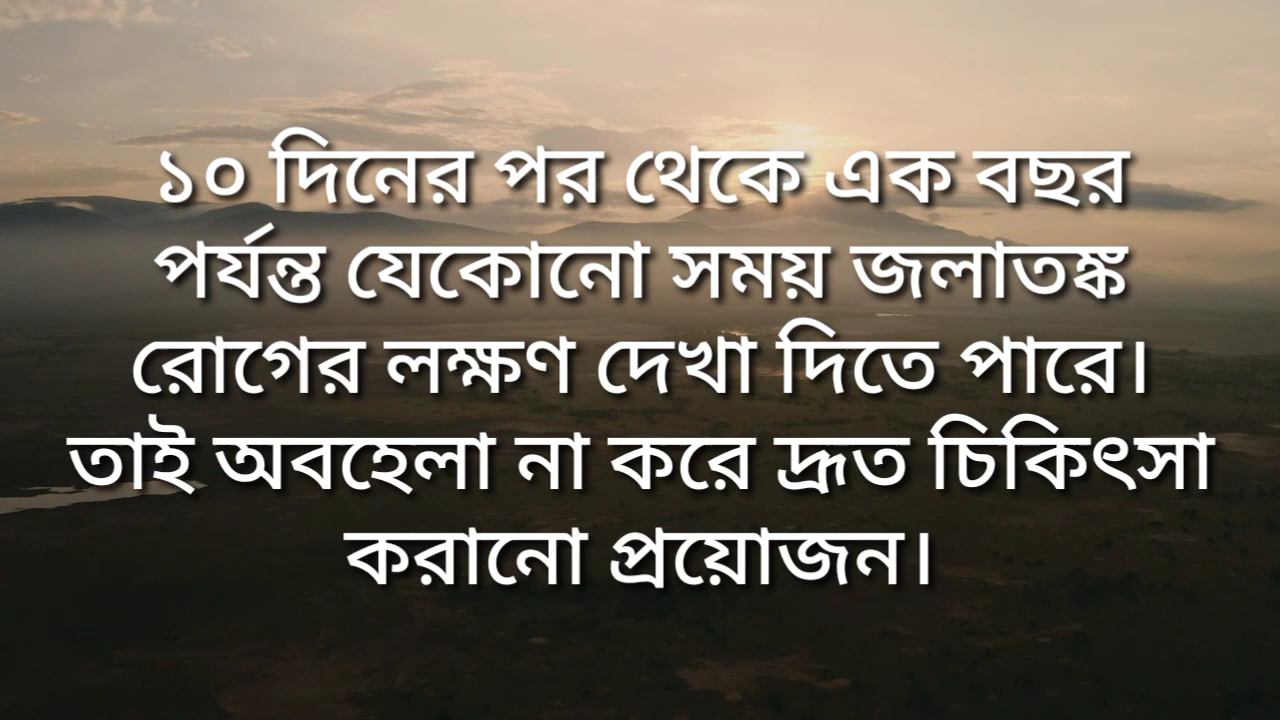 ১০ দিনের পর থেকে এক বছর
পর্যন্ত যেকোনো সময় জলাতঙ্ক
রোগের লক্ষণ দেখা দিতে পারে।
তাই অবহেলা না করে দ্রূত চিকিৎসা
করানো প্রয়োজন।